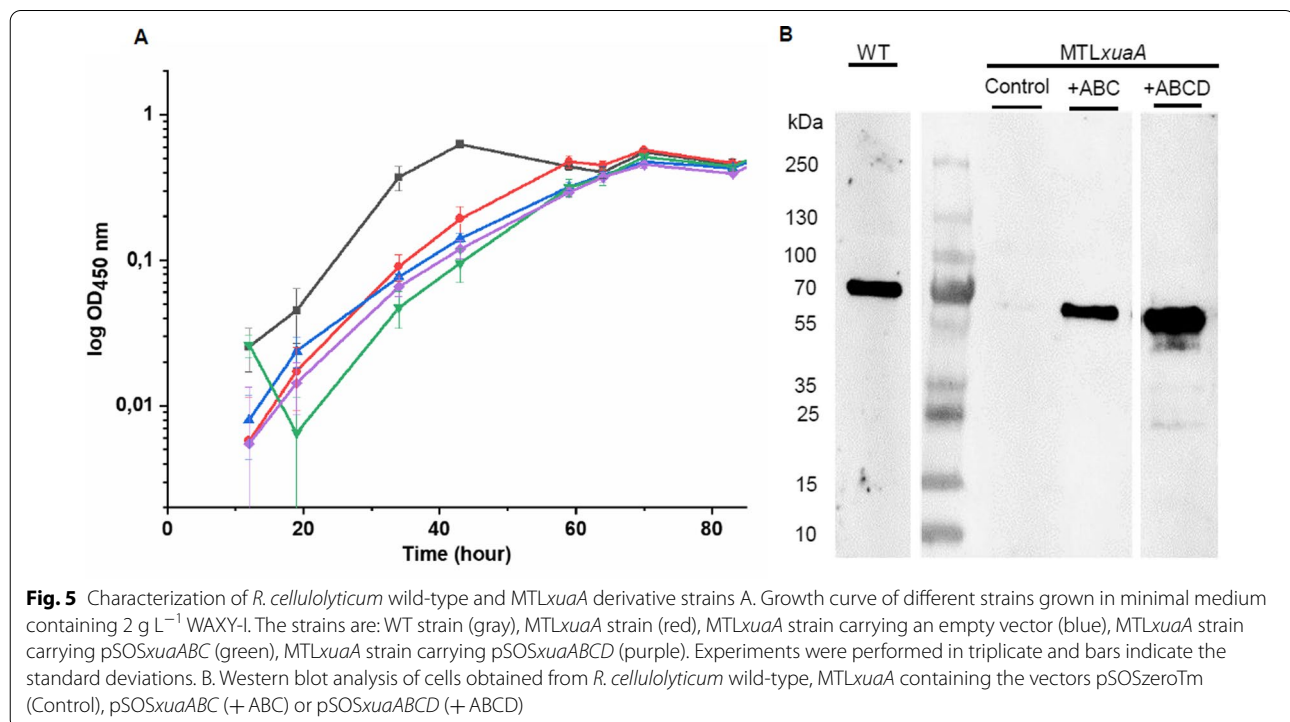 A
log OD450 nm
1
0,1
0,01
0 20 40 60 80
Time (hour)
B
WT MTLxuaA
Control +ABC +ABCD
kDa
250
130
100
70
55
35
25
15
10
Fig. 5 Characterization of R. cellulolyticum wild-type and MTLxuaA derivative strains A. Growth curve of different strains grown in minimal medium
containing 2 g L−1 WAXY-I. The strains are: WT strain (gray), MTLxuaA strain (red), MTLxuaA strain carrying an empty vector (blue), MTLxuaA strain
carrying pSOSxuaABC (green), MTLxuaA strain carrying pSOSxuaABCD (purple). Experiments were performed in triplicate and bars indicate the
standard deviations. B. Western blot analysis of cells obtained from R. cellulolyticum wild-type, MTLxuaA containing the vectors pSOSzeroTm
(Control), pSOSxuaABC (+ ABC) or pSOSxuaABCD (+ ABCD)